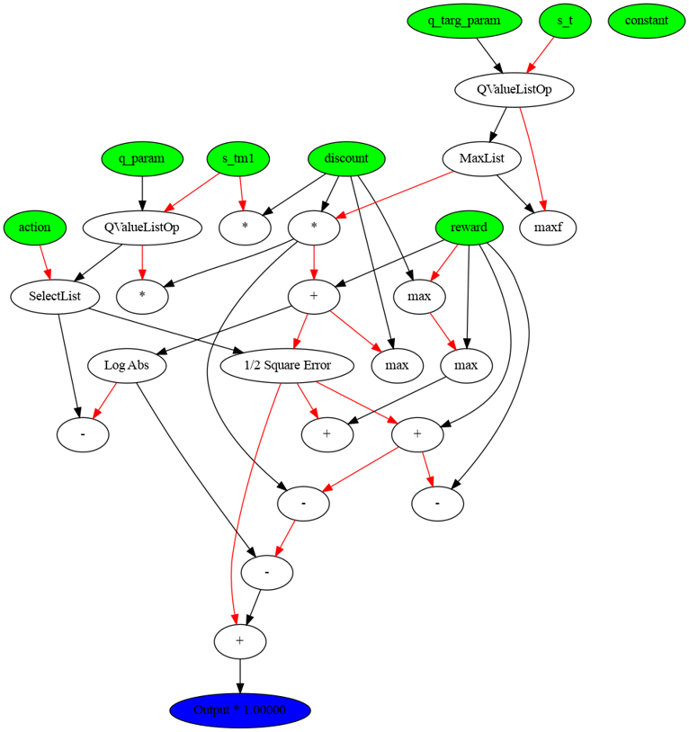 q_targ_param
s_t
constant
QValueListOp
q_param
s_tm1
discount
MaxList
action
QValueListOp
*
*
reward
maxf
SelectList
*
+
max
Log Abs
1/2 Square Error
max
max
-
+
+
-
-
-
+
Output * 1.00000